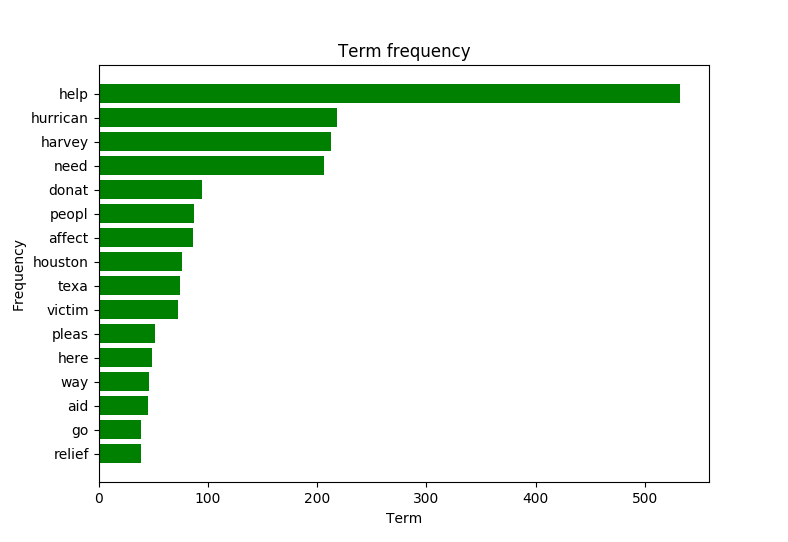 Term frequency
help
hurrican
harvey
need
donat
peopl
affect
houston
texa
victim
pleas
here
way
aid
go
relief
Frequency
0 100 200 300 400 500
Term